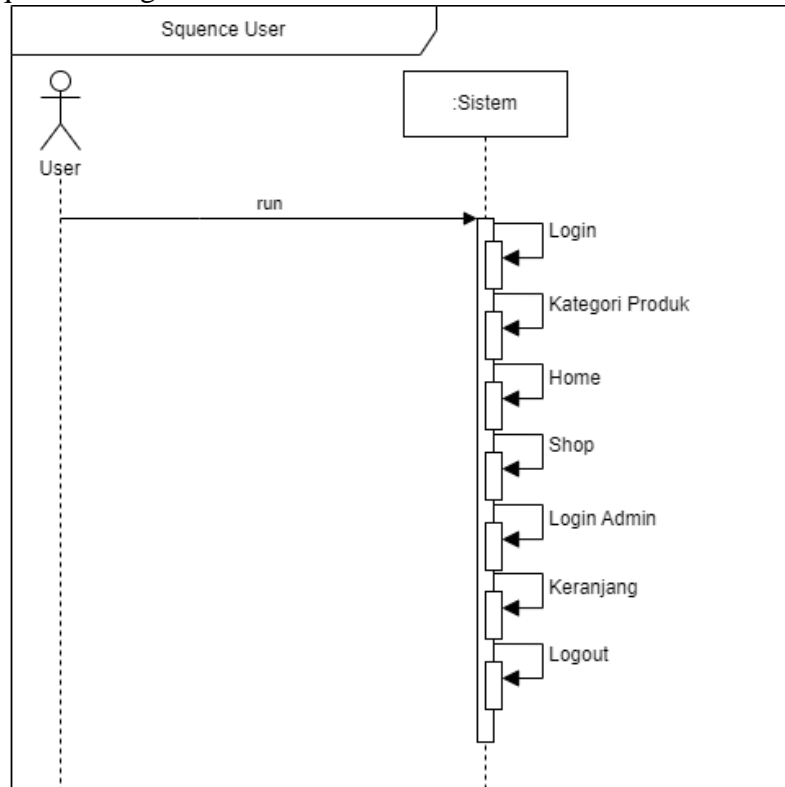 Squence User
:Sistem
User
run
Login
Kategori Produk
Home
Shop
Login Admin
Keranjang
Logout